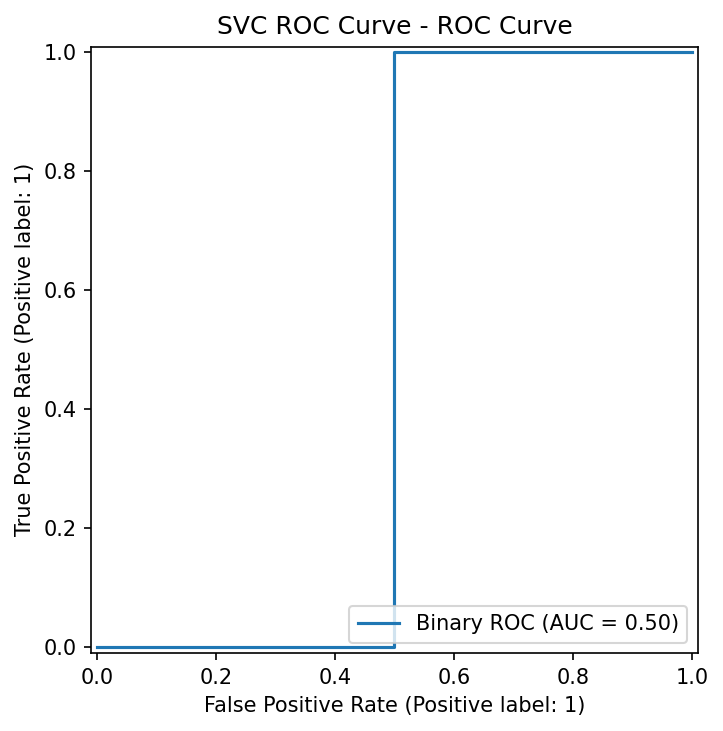 SVC ROC Curve - ROC Curve
True Positive Rate (Positive label: 1)
1.0
0.8
0.6
0.4
0.2
0.0
Binary ROC (AUC = 0.50)
0.0 0.2 0.4 0.6 0.8 1.0
False Positive Rate (Positive label: 1)